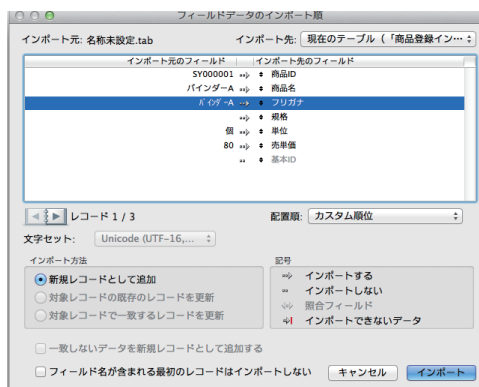 フィールドデータのインポート順
インポート元: 名称未設定.tab インポート先: 現在のテーブル（「商品登録イン…
インポート元のフィールド インポート先のフィールド
SY000001 商品ID
バインダーA 商品名
ﾊﾞｲﾝﾀﾞｰA フリガナ
規格
個 単位
80 売単価
基本ID
レコード 1 / 3 配置順: カスタム順位
文字セット: Unicode (UTF-16,...
インポート方法 記号
新規レコードとして追加 インポートする
対象レコードの既存のレコードを更新 インポートしない
対象レコードで一致するレコードを更新 照合フィールド
インポートできないデータ
一致しないデータを新規レコードとして追加する
フィールド名が含まれる最初のレコードはインポートしない キャンセル インポート